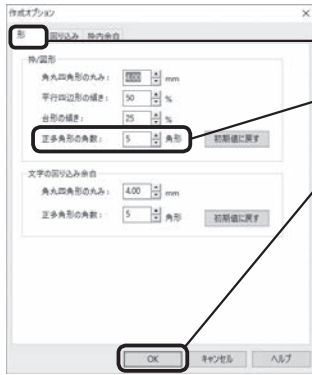 作成オプション
形 回り込み 枠内余白
枠/図形
角丸四角形の丸み: 4.00 mm
平行四辺形の傾き: 50 %
台形の傾き: 25 %
正多角形の角数: 5 角形 初期値に戻す
文字の回り込み余白
角丸四角形の丸み: 4.00 mm
正多角形の角数: 5 角形 初期値に戻す
OK キャンセル ヘルプ